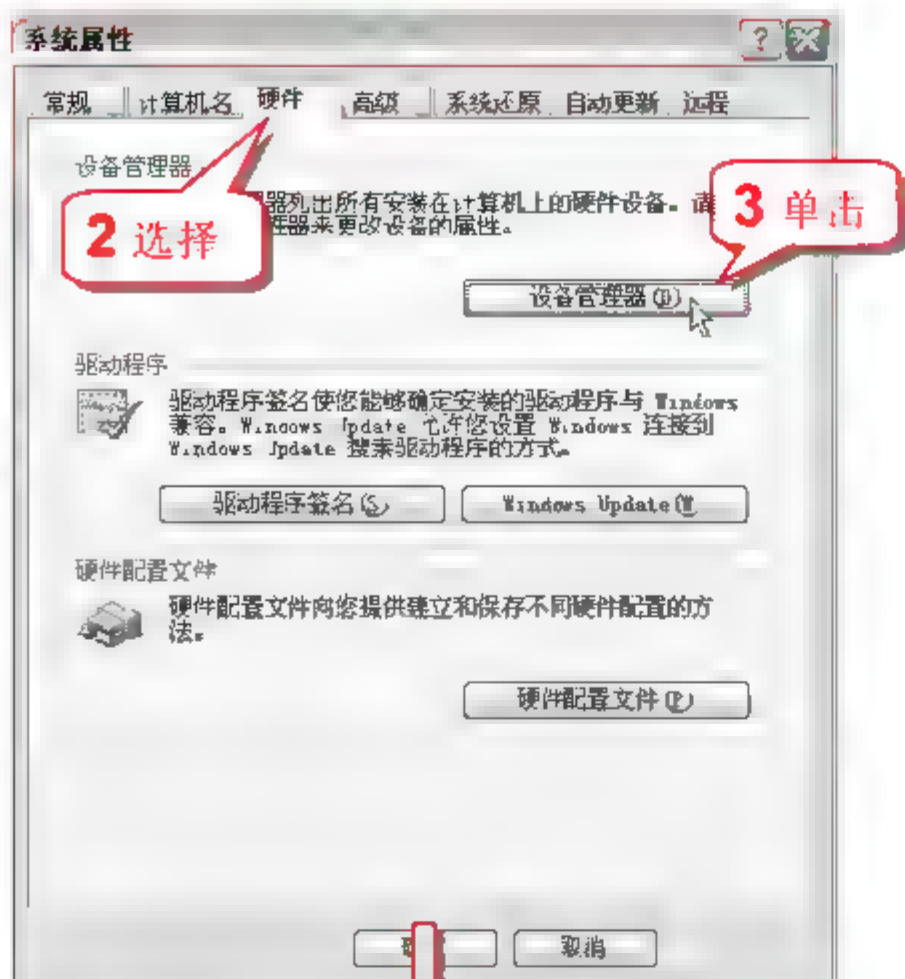 系统属性
常规 计算机名 硬件 高级 系统还原 自动更新 远程
设备管理器
2 选择
3 单击
器列出所有安装在计算机上的硬件设备。请
理器来更改设备的属性。
设备管理器(D)
驱动程序
驱动程序签名使您能够确定安装的驱动程序与 Windows
兼容。Windows Update 允许您设置 Windows 连接到
Windows Update 搜索驱动程序的方式。
驱动程序签名(S)
Windows Update(W
硬件配置文件
硬件配置文件向您提供建立和保存不同硬件配置的方
法。
硬件配置文件(P)
取消